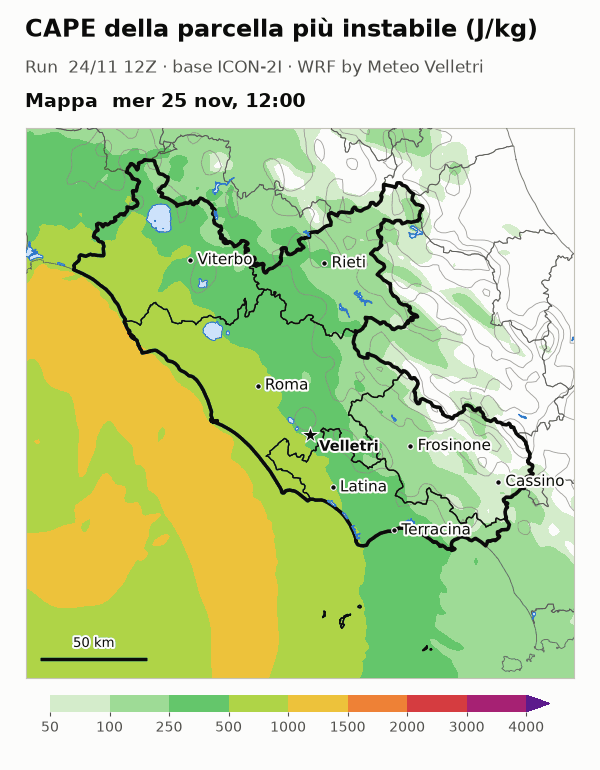 CAPE della parcella più instabile (J/kg)
Run  24/11 12Z · base ICON-2I · WRF by Meteo Velletri
Mappa  mer 25 nov, 12:00
Viterbo
Rieti
Roma
Velletri
Frosinone
Cassino
Latina
Terracina
50 km
50 100 250 500 1000 1500 2000 3000 4000